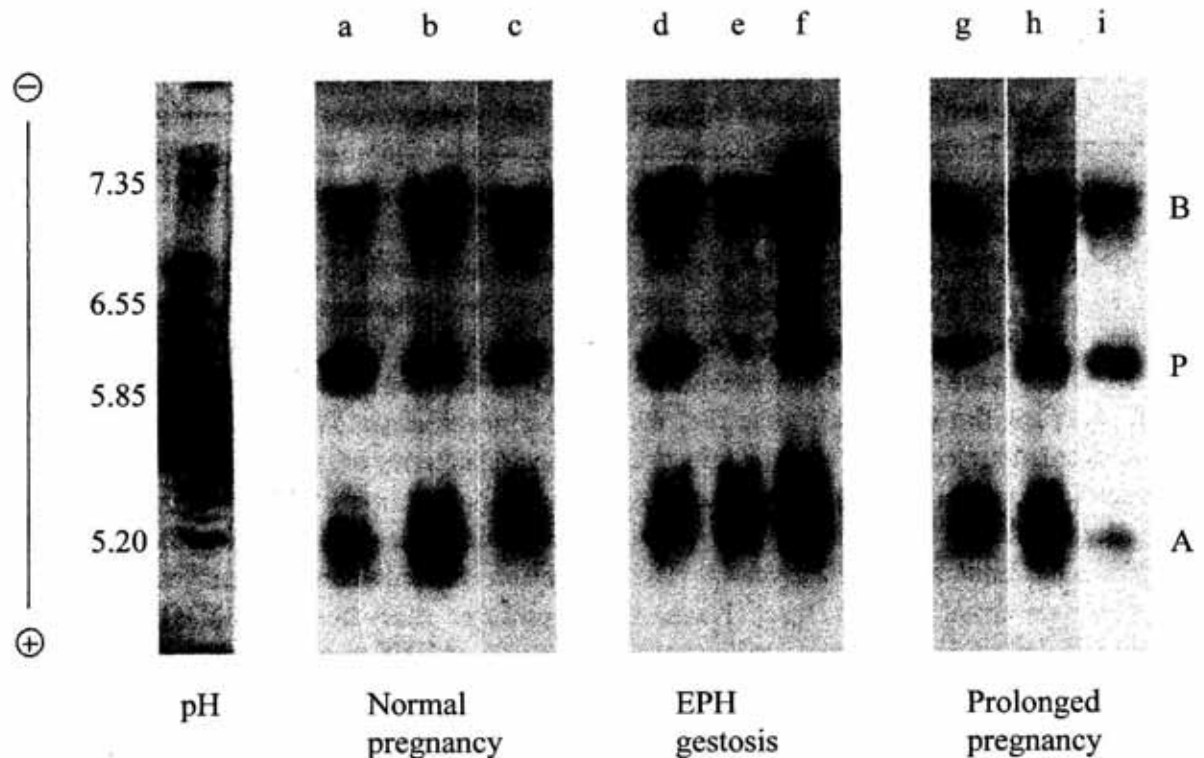 a b c d e f g h i
⊖
7.35 B
6.55
5.85 P
5.20 A
⊕
pH Normal EPH Prolonged
pregnancy gestosis pregnancy